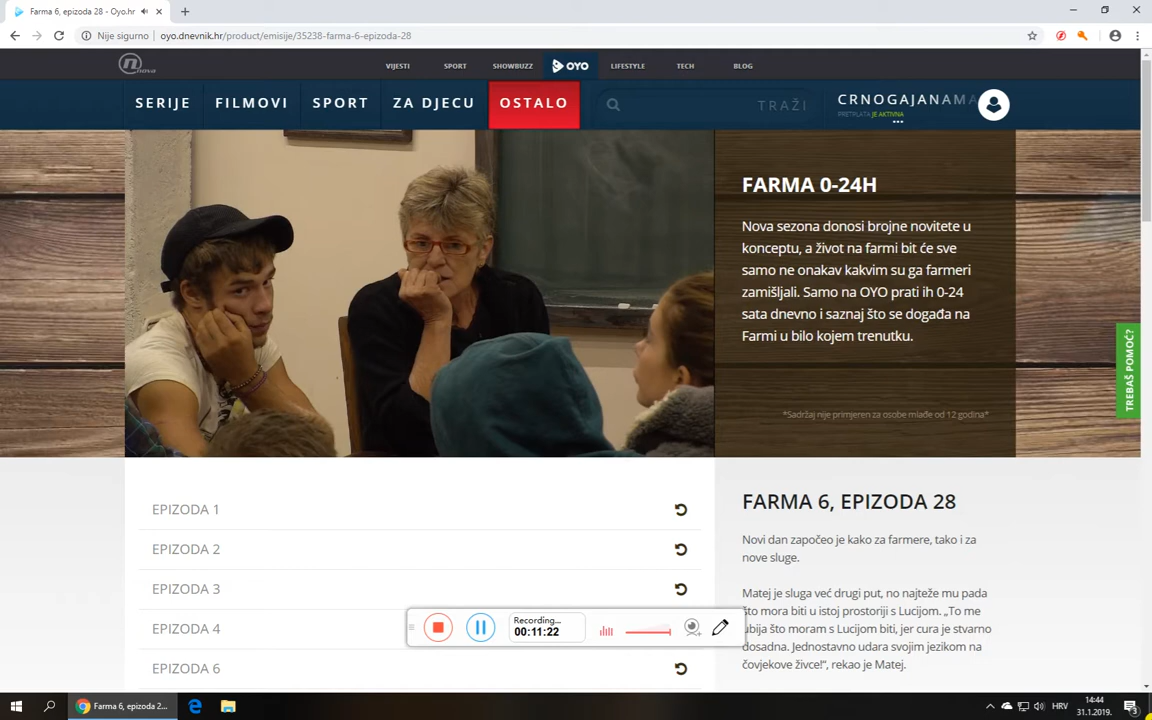 Farma 6, epizoda 28 - Oyo.hr
Nije sigurno
oyo.dnevnik.hr/product/emisije/35238-farma-6-epizoda-28
nova
VIJESTI
SPORT
SHOWBUZZ
OYO
LIFESTYLE
TECH
BLOG
SERIJE
FILMOVI
SPORT
ZA DJECU
OSTALO
TRAŽI
CRNOGAJANAMA
PRETPLATA JE AKTIVNA
FARMA 0-24H
Nova sezona donosi brojne novitete u
konceptu, a život na farmi bit će sve
samo ne onakav kakvim su ga farmeri
zamišljali. Samo na OYO prati ih 0-24
sata dnevno i saznaj što se događa na
Farmi u bilo kojem trenutku.
*Sadržaj nije primjeren za osobe mlađe od 12 godina*
TREBAŠ POMOĆ?
EPIZODA 1
EPIZODA 2
EPIZODA 3
EPIZODA 4
EPIZODA 6
FARMA 6, EPIZODA 28
Novi dan započeo je kako za farmere, tako i za
nove sluge.
Matej je sluga već drugi put, no najteže mu pada
što mora biti u istoj prostoriji s Lucijom. „To me
ubija što moram s Lucijom biti, jer cura je stvarno
dosadna. Jednostavno udara svojim jezikom na
čovjekove živce!“, rekao je Matej.
Recording...
00:11:22
Farma 6, epizoda 2...
HRV
14:44
31.1.2019.
3